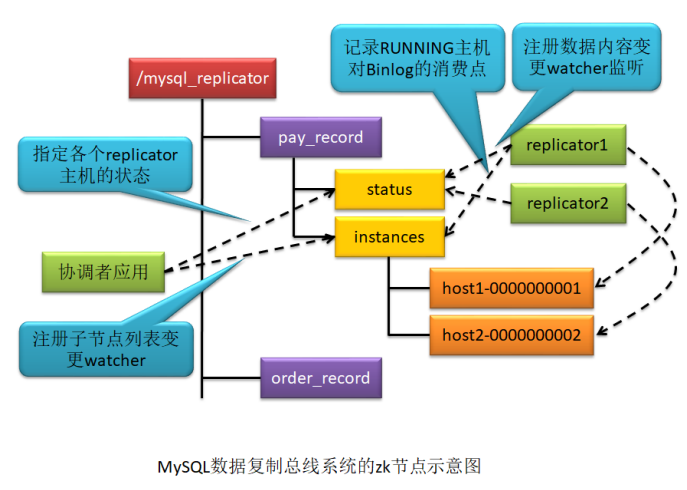 记录RUNNING主机
对Binlog的消费点
注册数据内容变
更watcher监听
/mysql_replicator
pay_record
replicator1
指定各个replicator
主机的状态
status
replicator2
instances
协调者应用
host1-0000000001
host2-0000000002
注册子节点列表变
更watcher
order_record
MySQL数据复制总线系统的zk节点示意图